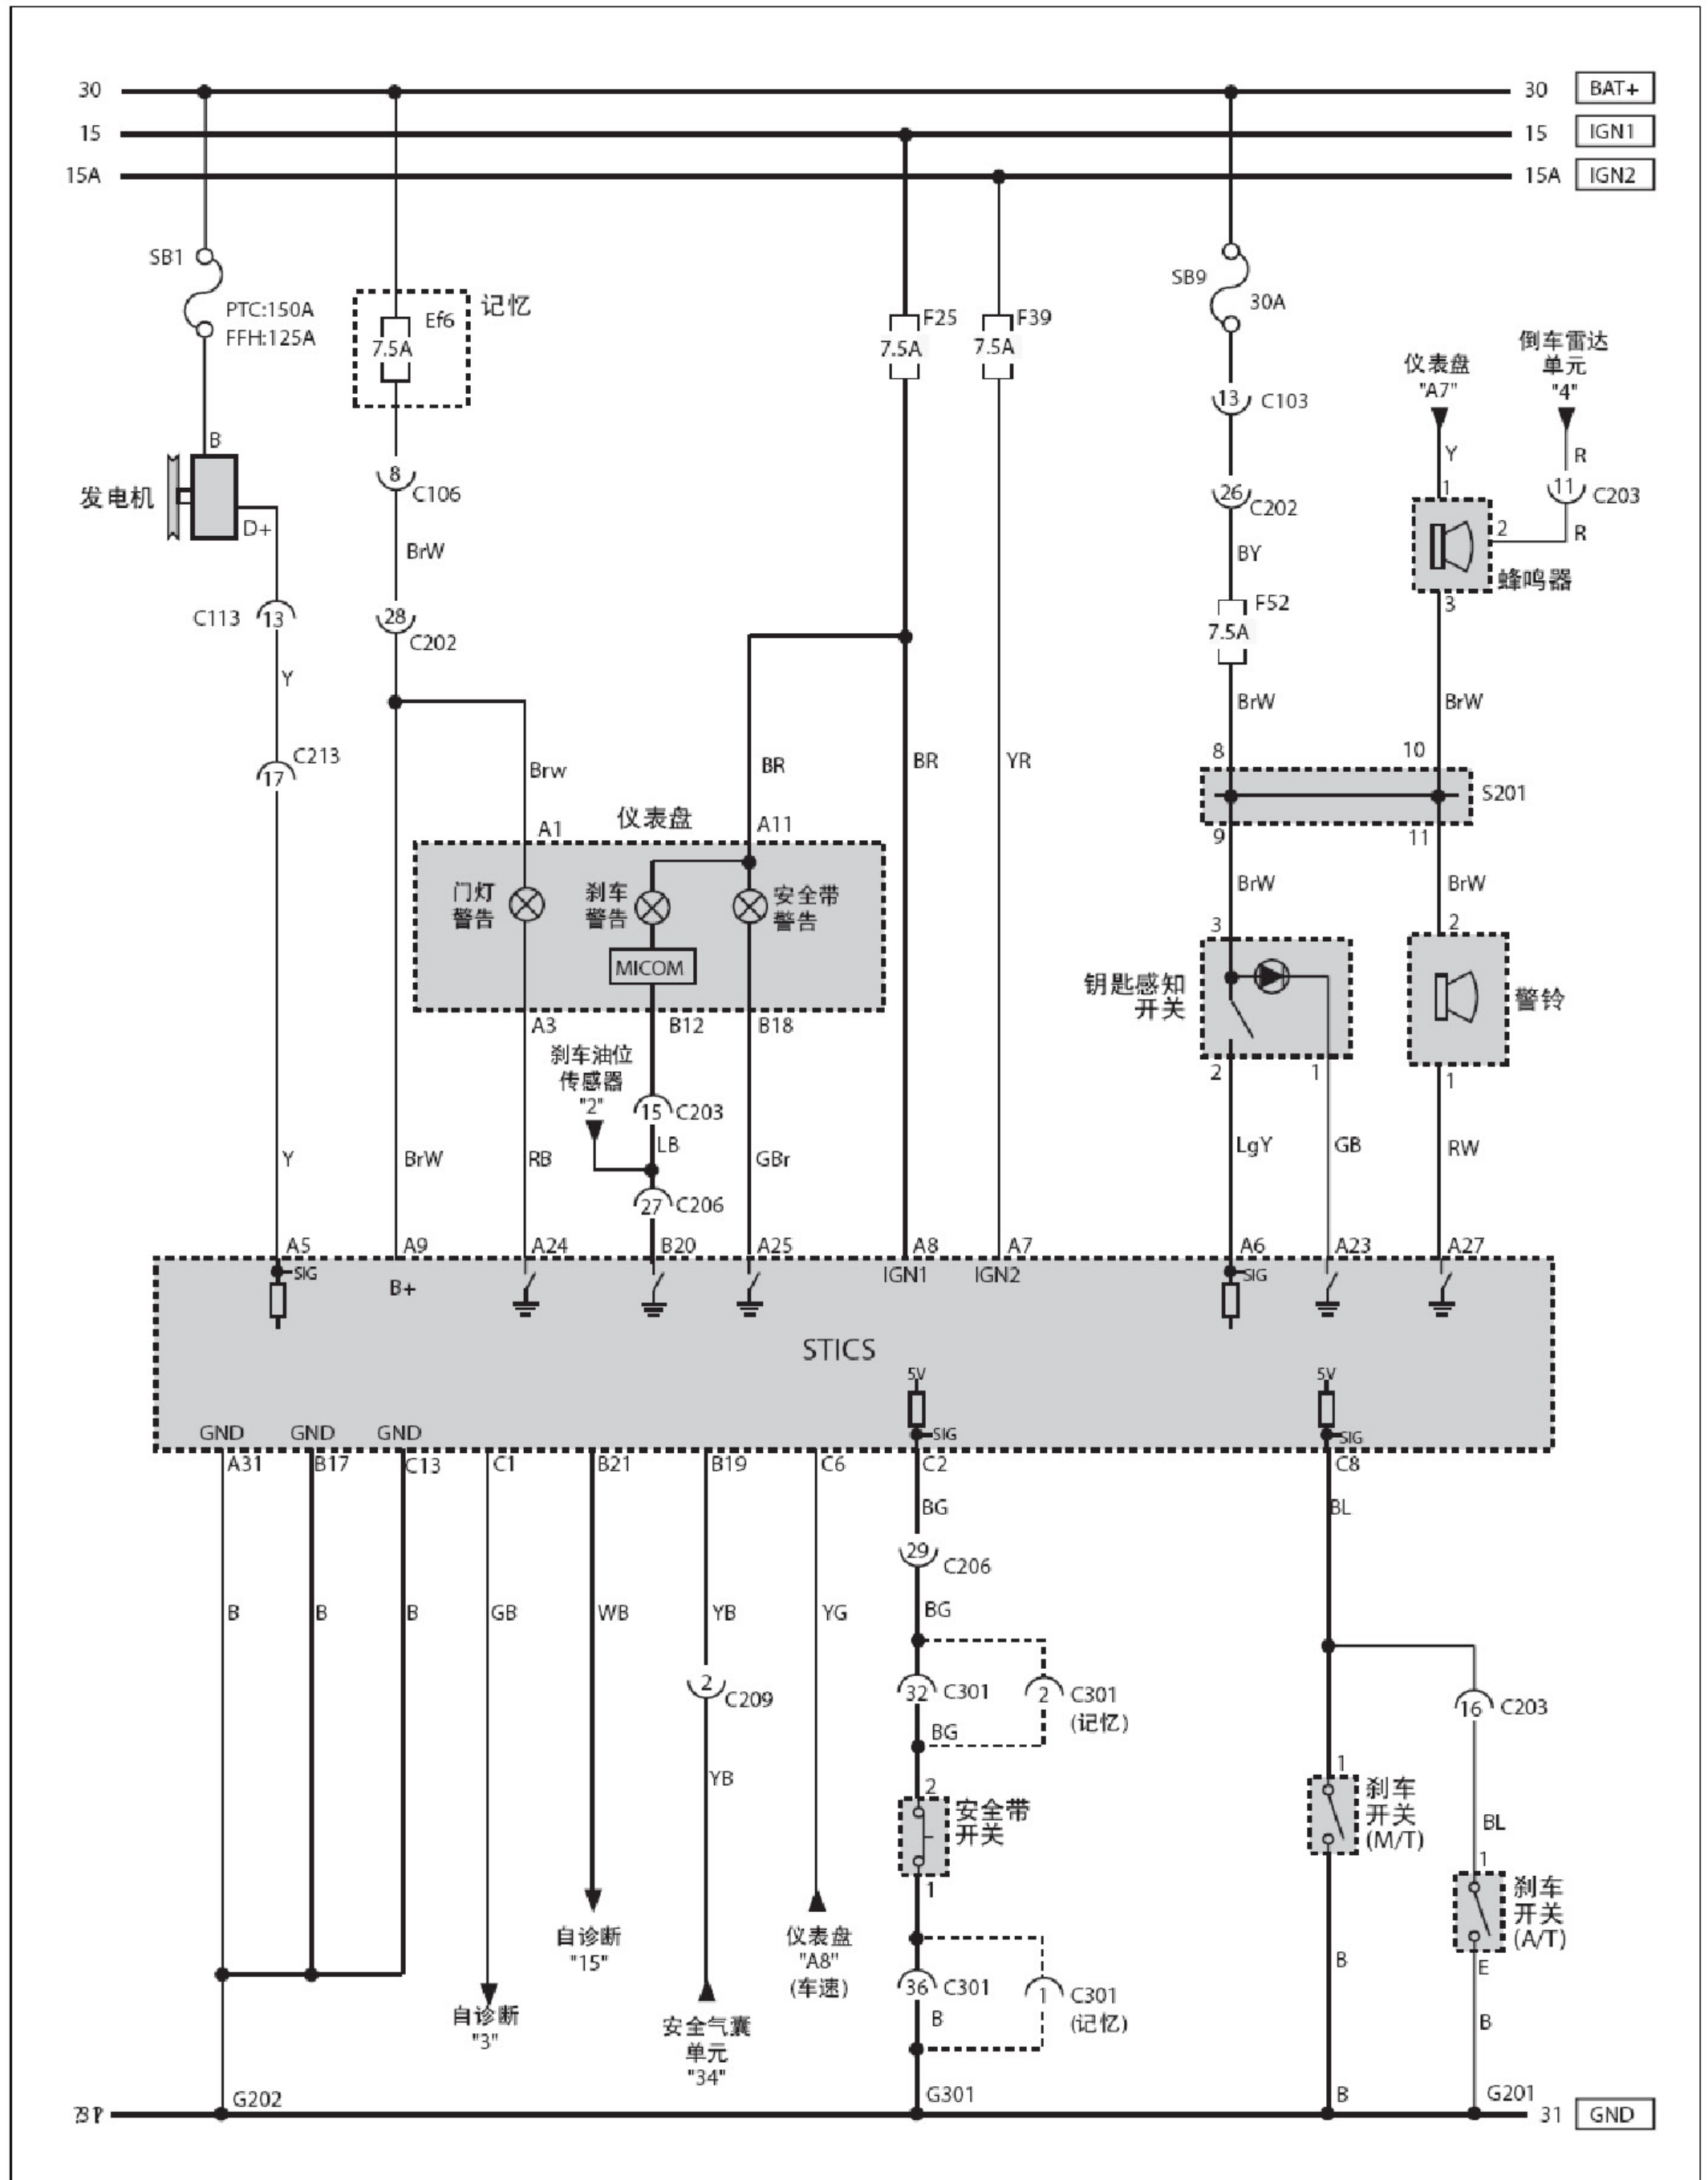 30
30
BAT+
15
15
IGN1
15A
15A
IGN2
SB1
PTC:150A
FFH:125A
记忆
Ef6
7.5A
F25
7.5A
F39
7.5A
SB9
30A
倒车雷达
单元
"4"
仪表盘
"A7"
13
C103
B
发电机
D+
8
C106
26
C202
Y
R
1
11
C203
2
R
BrW
BY
蜂鸣器
3
C113
13
28
C202
F52
7.5A
Y
BrW
BrW
C213
17
Brw
BR
BR
YR
8
10
S201
仪表盘
A1
A11
9
11
门灯
警告
刹车
警告
安全带
警告
BrW
BrW
MICOM
3
2
钥匙感知
开关
警铃
A3
B12
B18
刹车油位
传感器
"2"
2
1
1
15
C203
LB
Y
BrW
RB
GBr
LgY
GB
RW
27
C206
A5
A9
A24
B20
A25
A8
A7
A6
A23
A27
SIG
B+
IGN1
IGN2
SIG
STICS
5V
5V
GND
GND
GND
SIG
SIG
A31
B17
C13
C1
B21
B19
C6
C2
C8
BG
BL
29
C206
B
B
B
GB
WB
YB
YG
BG
2
C209
32
C301
2
C301
(记忆)
16
C203
BG
YB
2
1
安全带
开关
刹车
开关
(M/T)
BL
1
1
刹车
开关
(A/T)
自诊断
"15"
仪表盘
"A8"
(车速)
B
E
36
C301
1
C301
(记忆)
自诊断
"3"
安全气囊
单元
"34"
B
B
G202
G301
B
G201
31
GND